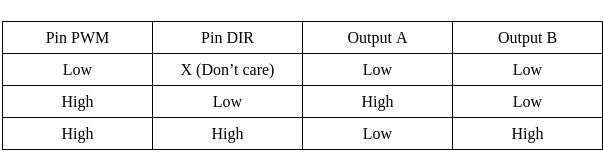 Pin PWM Pin DIR Output A Output B
Low X (Don’t care) Low Low
High Low High Low
High High Low High